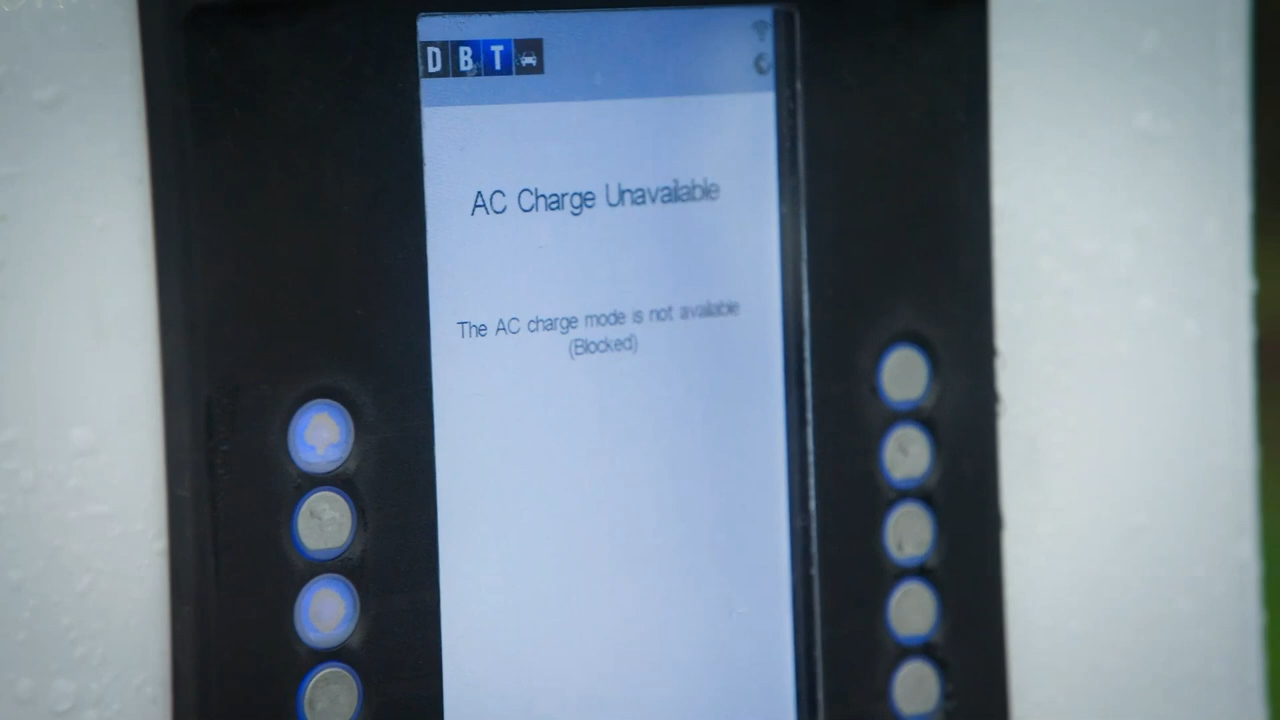 DBT
AC Charge Unavailable
The AC charge mode is not available
(Blocked)